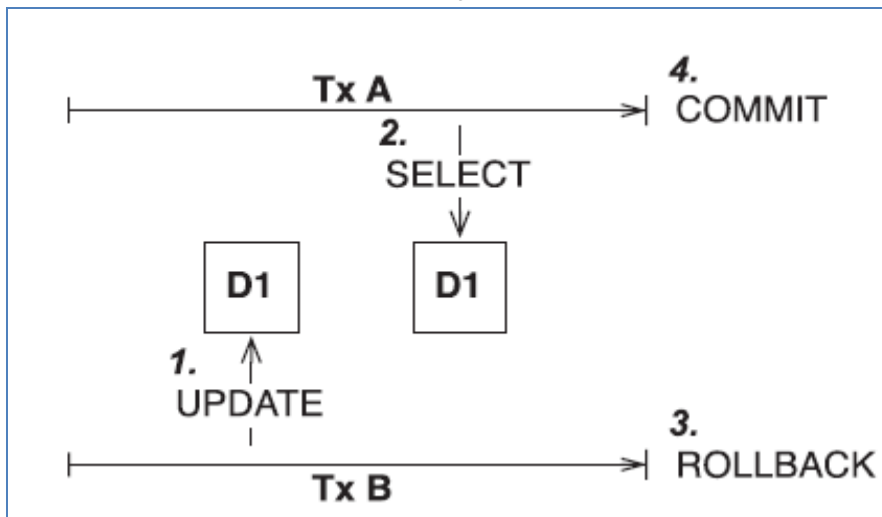 Tx A
4.
COMMIT
2.
SELECT
D1
D1
1.
UPDATE
3.
ROLLBACK
Tx B